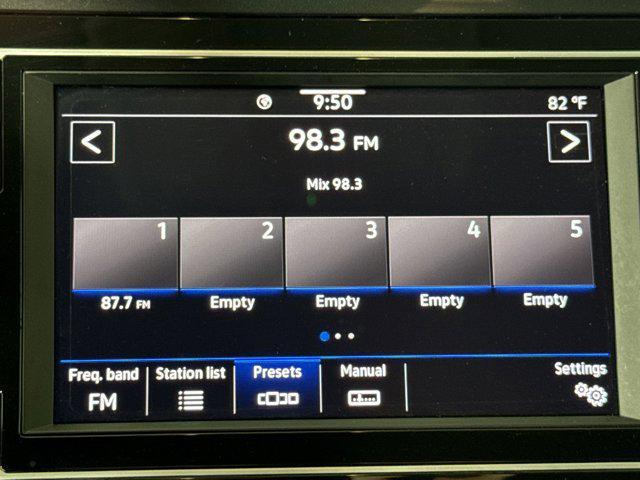 9:50
82 °F
<
98.3 FM
>
Mix 98.3
1 2 3 4 5
87.7 FM Empty Empty Empty Empty
Freq. band Station list Presets Manual Settings
FM